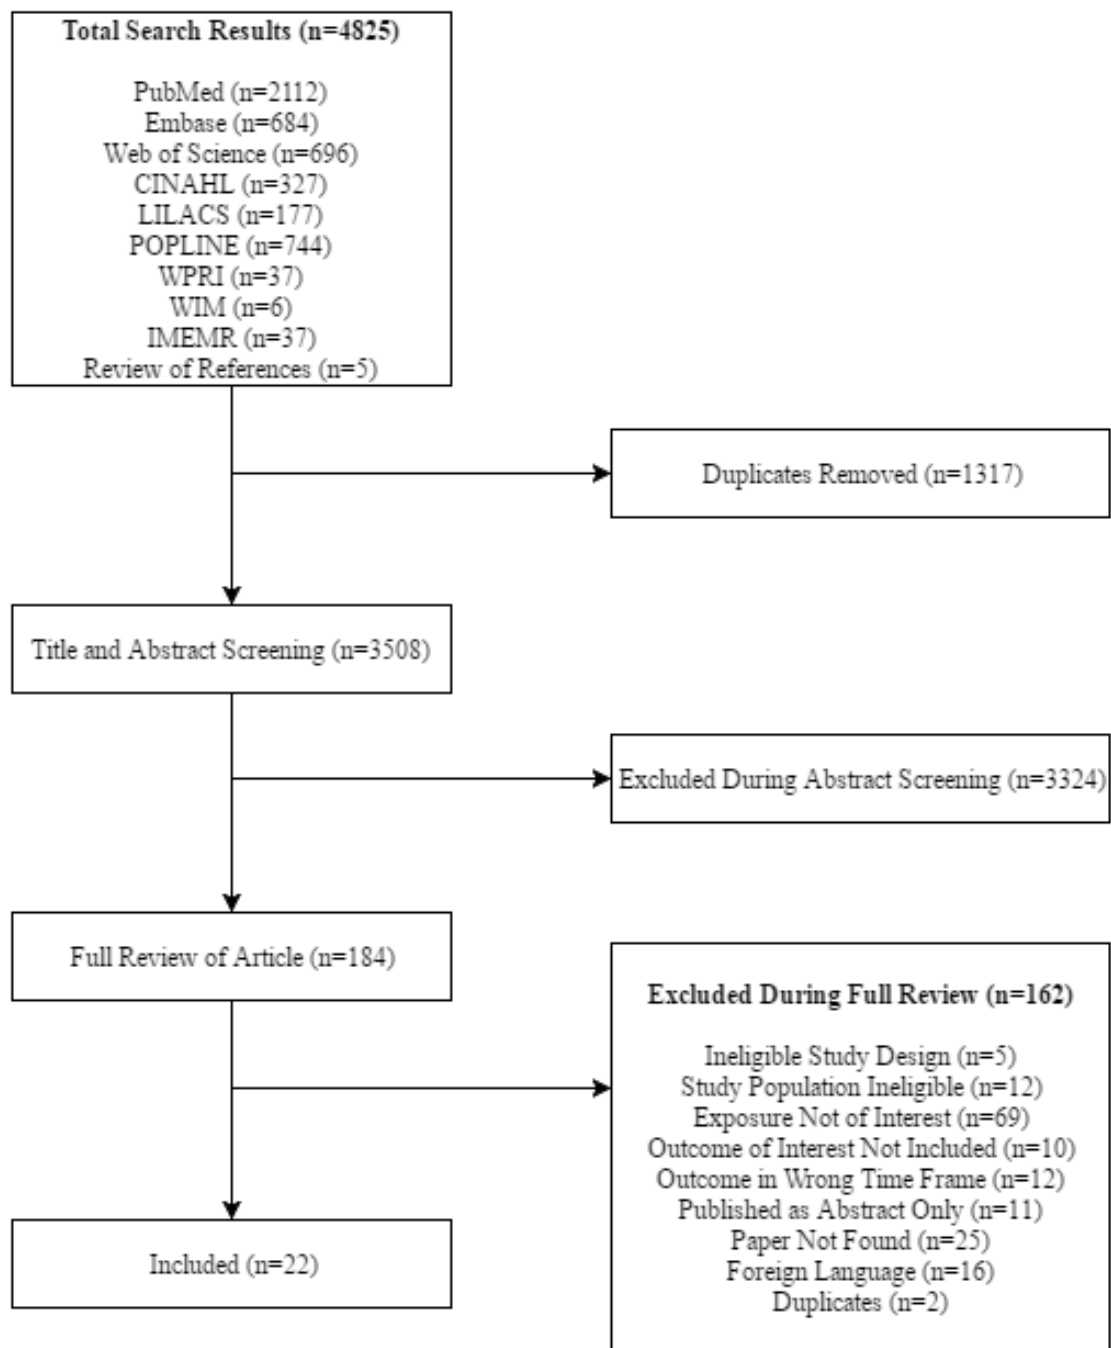 Total Search Results (n=4825)
PubMed (n=2112)
Embase (n=684)
Web of Science (n=696)
CINAHL (n=327)
LILACS (n=177)
POPLINE (n=744)
WPRI (n=37)
WIM (n=6)
IMEMR (n=37)
Review of References (n=5)
Duplicates Removed (n=1317)
Title and Abstract Screening (n=3508)
Excluded During Abstract Screening (n=3324)
Full Review of Article (n=184)
Excluded During Full Review (n=162)
Ineligible Study Design (n=5)
Study Population Ineligible (n=12)
Exposure Not of Interest (n=69)
Outcome of Interest Not Included (n=10)
Outcome in Wrong Time Frame (n=12)
Published as Abstract Only (n=11)
Paper Not Found (n=25)
Foreign Language (n=16)
Duplicates (n=2)
Included (n=22)